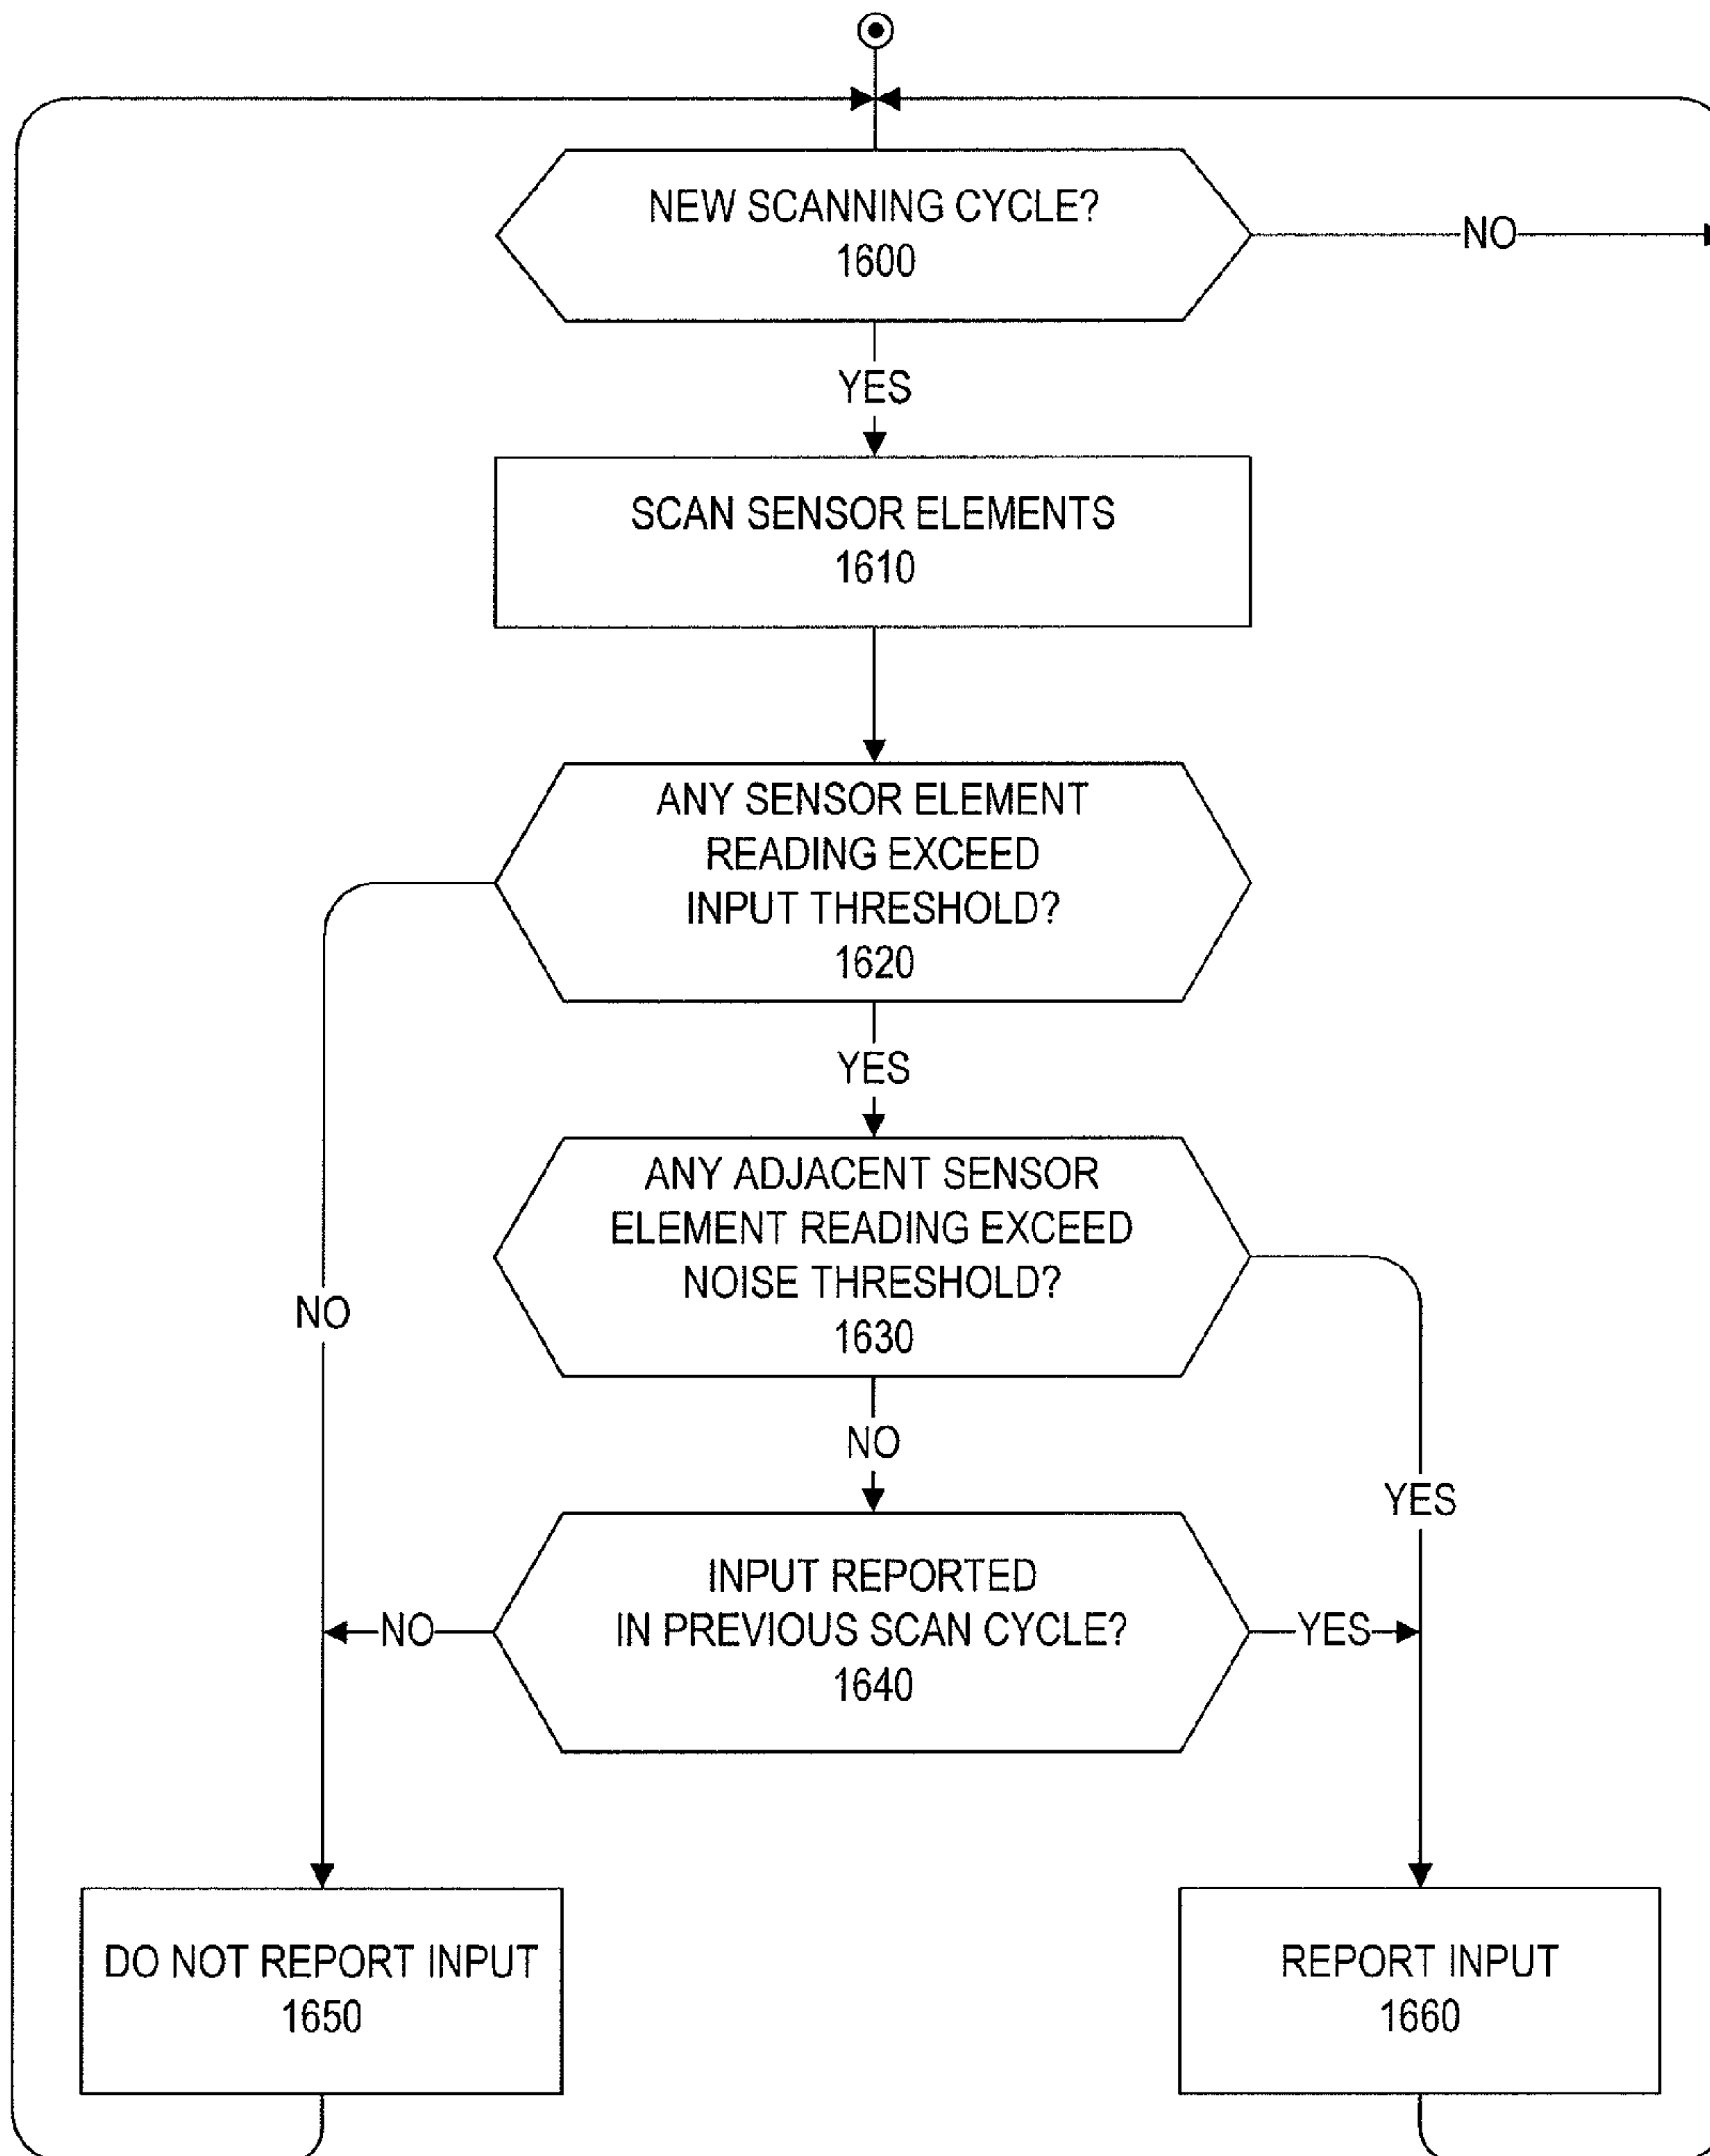 NEW SCANNING CYCLE?
1600
NO
YES
SCAN SENSOR ELEMENTS
1610
ANY SENSOR ELEMENT
READING EXCEED
INPUT THRESHOLD?
1620
YES
ANY ADJACENT SENSOR
ELEMENT READING EXCEED
NOISE THRESHOLD?
1630
NO
NO
YES
INPUT REPORTED
IN PREVIOUS SCAN CYCLE?
1640
NO
YES
DO NOT REPORT INPUT
1650
REPORT INPUT
1660